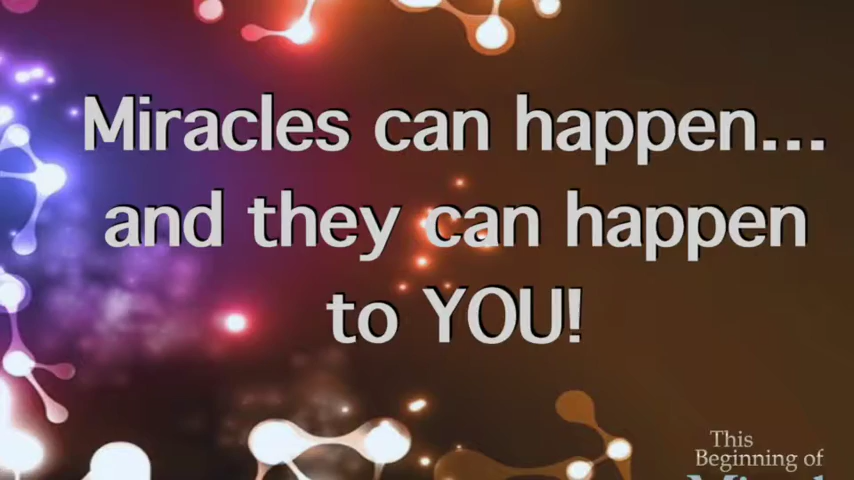 Miracles can happen...
and they can happen
to YOU!
This
Beginning of